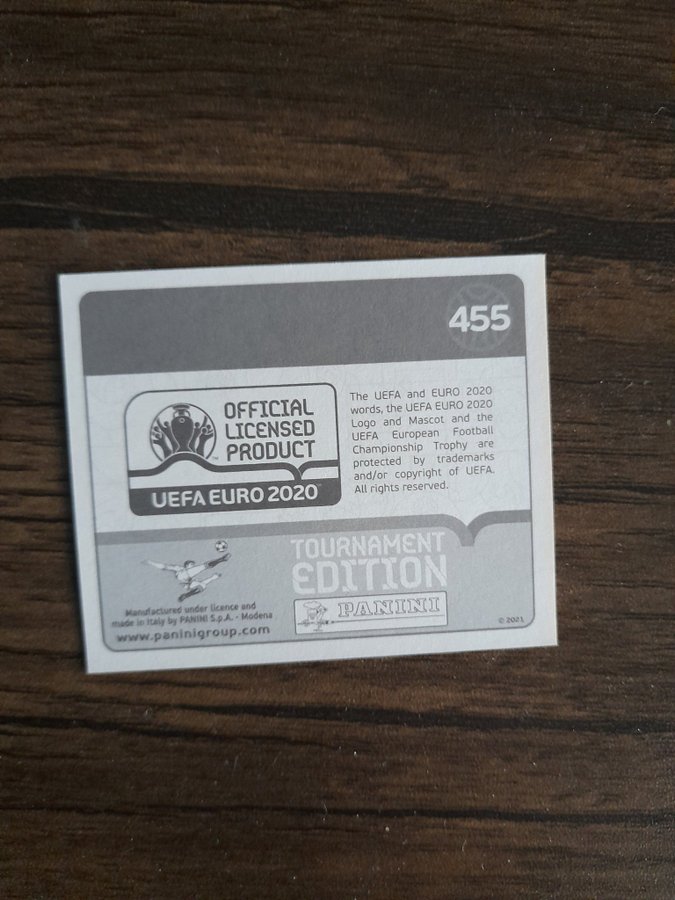 455
OFFICIAL
LICENSED
PRODUCT
™
UEFA EURO 2020
The UEFA and EURO 2020
words, the UEFA EURO 2020
Logo and Mascot and the
UEFA European Football
Championship Trophy are
protected by trademarks
and/or copyright of UEFA.
All rights reserved.
TOURNAMENT
EDITION
PANINI
Manufactured under licence and
made in Italy by PANINI S.p.A. - Modena
www.paninigroup.com
© 2021